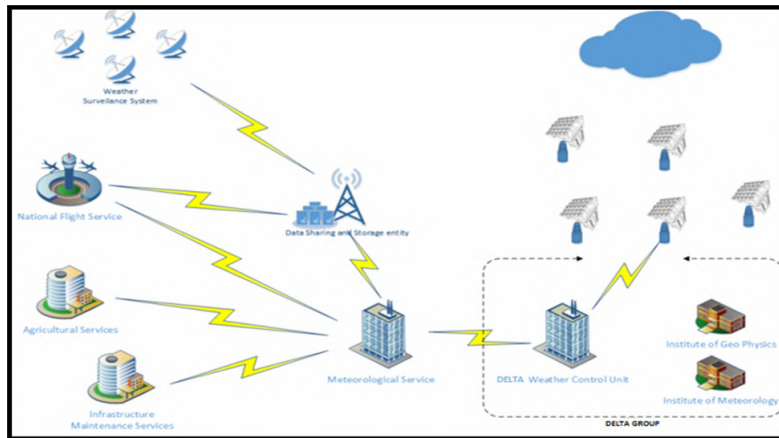 Weather
Surveillance System
National Flight Service
Data Sharing and Storage entity
Agricultural Services
Meteorological Service
DELTA Weather Control Unit
Institute of Geo Physics
Institute of Meteorology
Infrastructure
Maintenance Services
DELTA GROUP